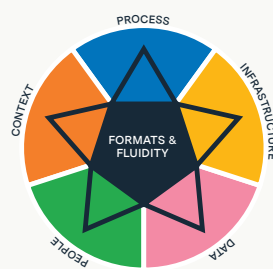 PROCESS
CONTEXT
INFRASTRUCTURE
FORMATS &
FLUIDITY
PEOPLE
DATA